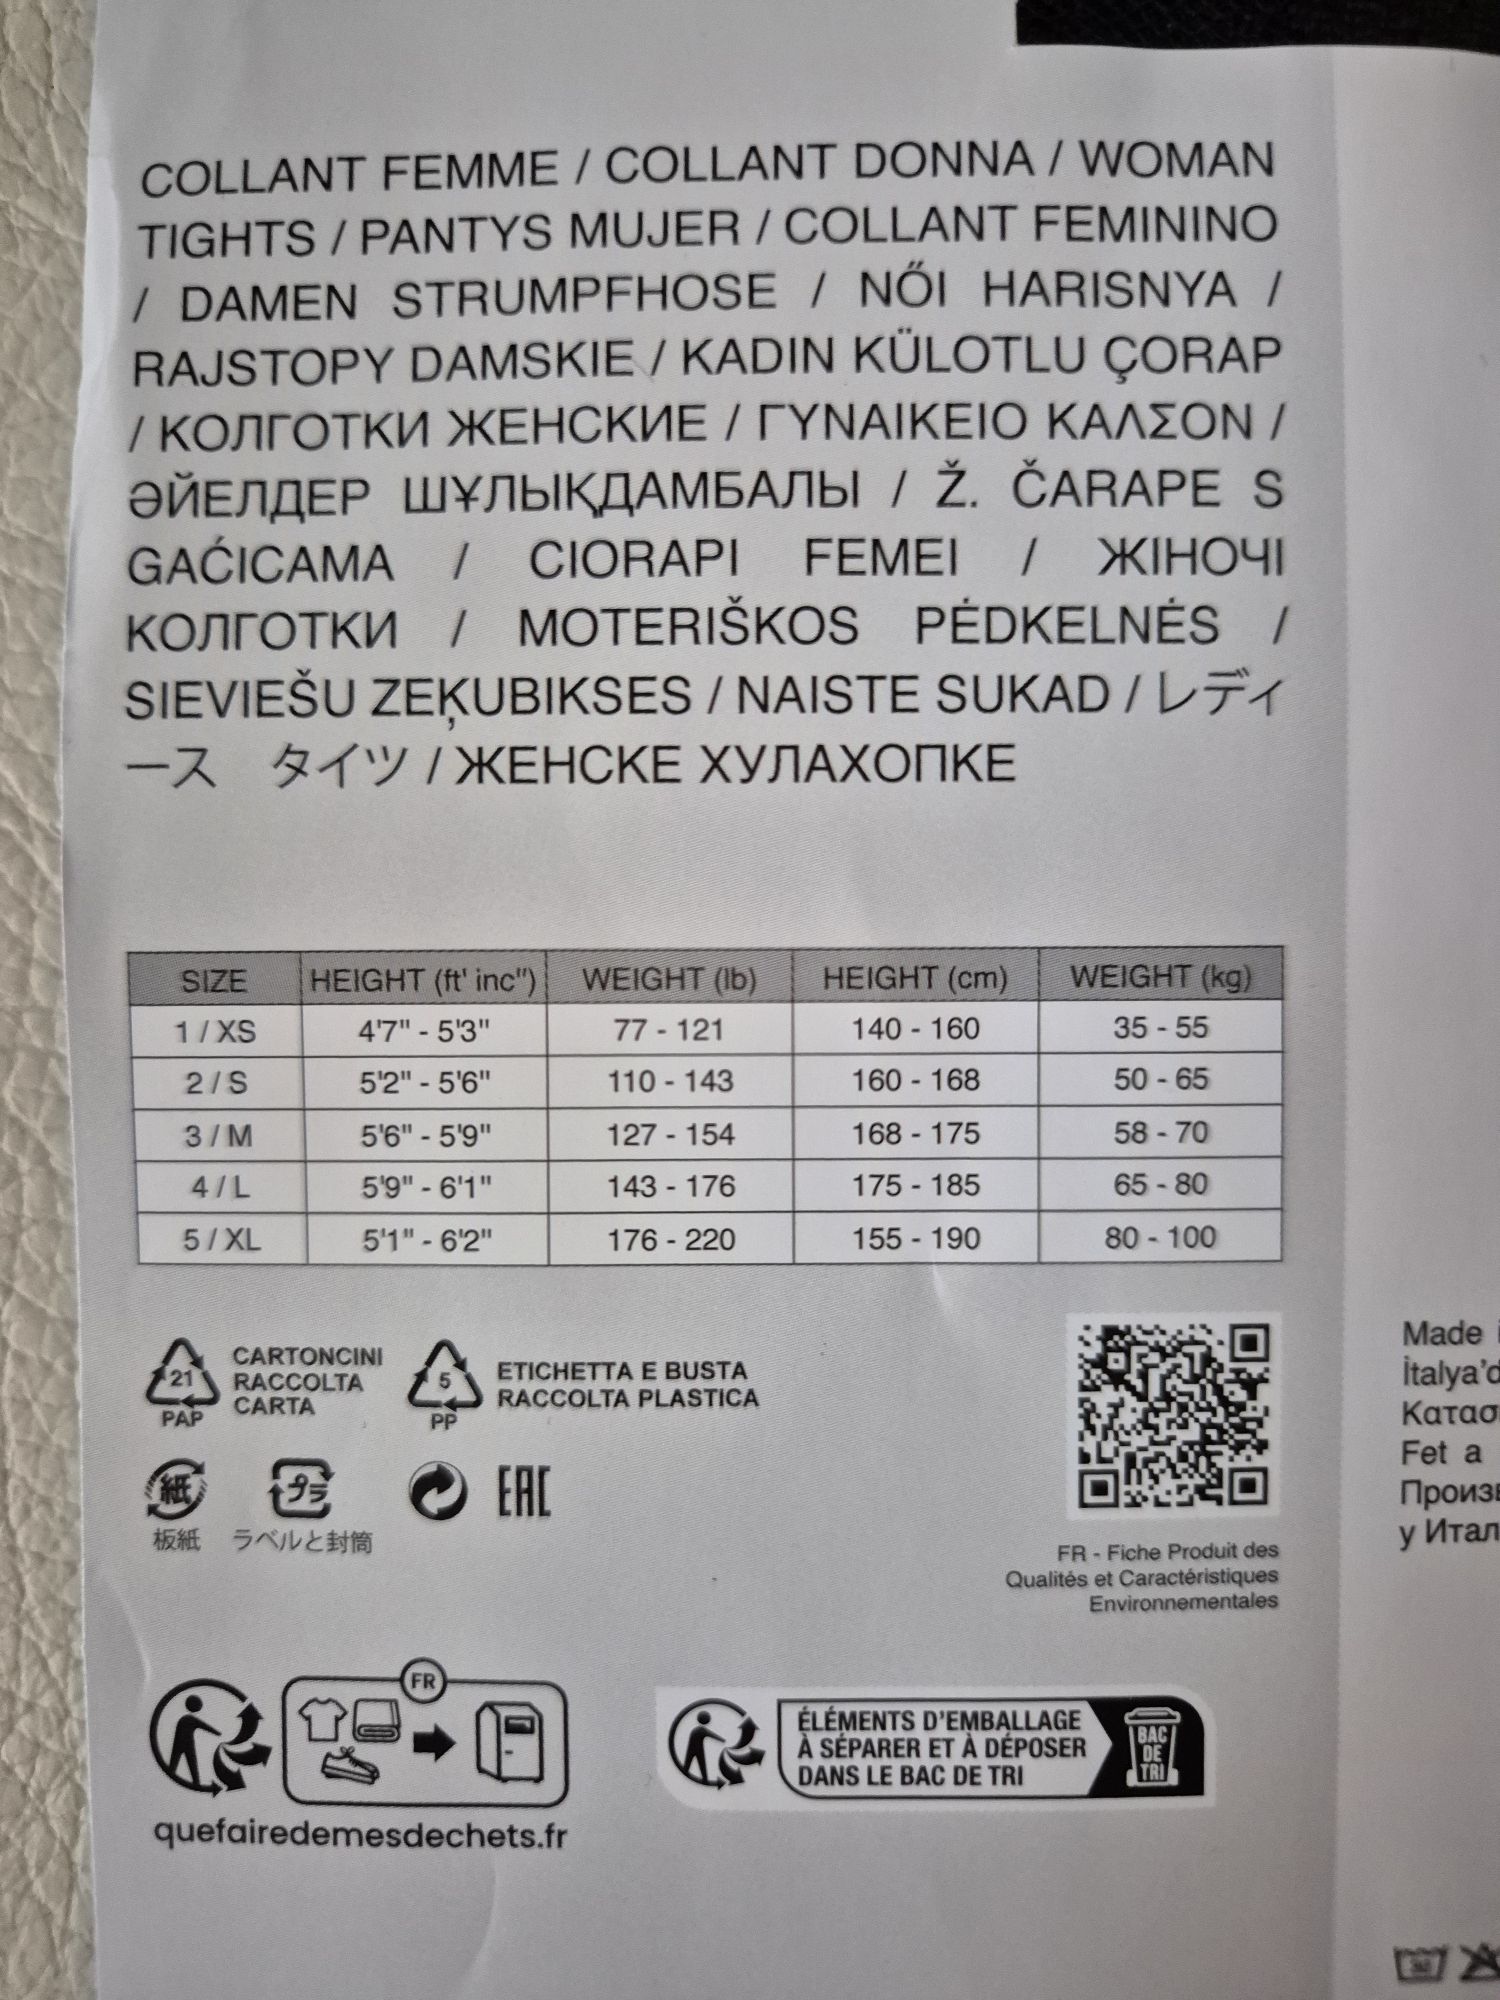 COLLANT FEMME / COLLANT DONNA / WOMAN
TIGHTS / PANTYS MUJER / COLLANT FEMININO
/ DAMEN STRUMPFHOSE / NŐI HARISNYA /
RAJSTOPY DAMSKIE / KADIN KÜLOTLU ÇORAP
/ КОЛГОТКИ ЖЕНСКИЕ / ΓΥΝΑΙΚΕΙΟ ΚΑΛΣΟΝ /
ӘЙЕЛДЕР ШҰЛЫҚДАМБАЛЫ / Ž. ČARAPE S
GAĆICAMA / CIORAPI FEMEI / ЖІНОЧІ
КОЛГОТКИ / MOTERIŠKOS PĖDKELNĖS /
SIEVIEŠU ZEĶUBIKSES / NAISTE SUKAD / レディ
ース タイツ / ЖЕНСКЕ ХУЛАХОПКЕ
SIZE HEIGHT (ft' inc") WEIGHT (lb) HEIGHT (cm) WEIGHT (kg)
1 / XS 4'7" - 5'3" 77 - 121 140 - 160 35 - 55
2 / S 5'2" - 5'6" 110 - 143 160 - 168 50 - 65
3 / M 5'6" - 5'9" 127 - 154 168 - 175 58 - 70
4 / L 5'9" - 6'1" 143 - 176 175 - 185 65 - 80
5 / XL 5'1" - 6'2" 176 - 220 155 - 190 80 - 100
21
PAP
CARTONCINI
RACCOLTA
CARTA
5
PP
ETICHETTA E BUSTA
RACCOLTA PLASTICA
紙
板紙
プラ
ラベルと封筒
EAC
FR - Fiche Produit des
Qualités et Caractéristiques
Environnementales
FR
quefairedemesdechets.fr
ÉLÉMENTS D'EMBALLAGE
À SÉPARER ET À DÉPOSER
DANS LE BAC DE TRI
BAC
DE
TRI
Made
İtalya'd
Κατασ
Fet a
Произв
у Итал